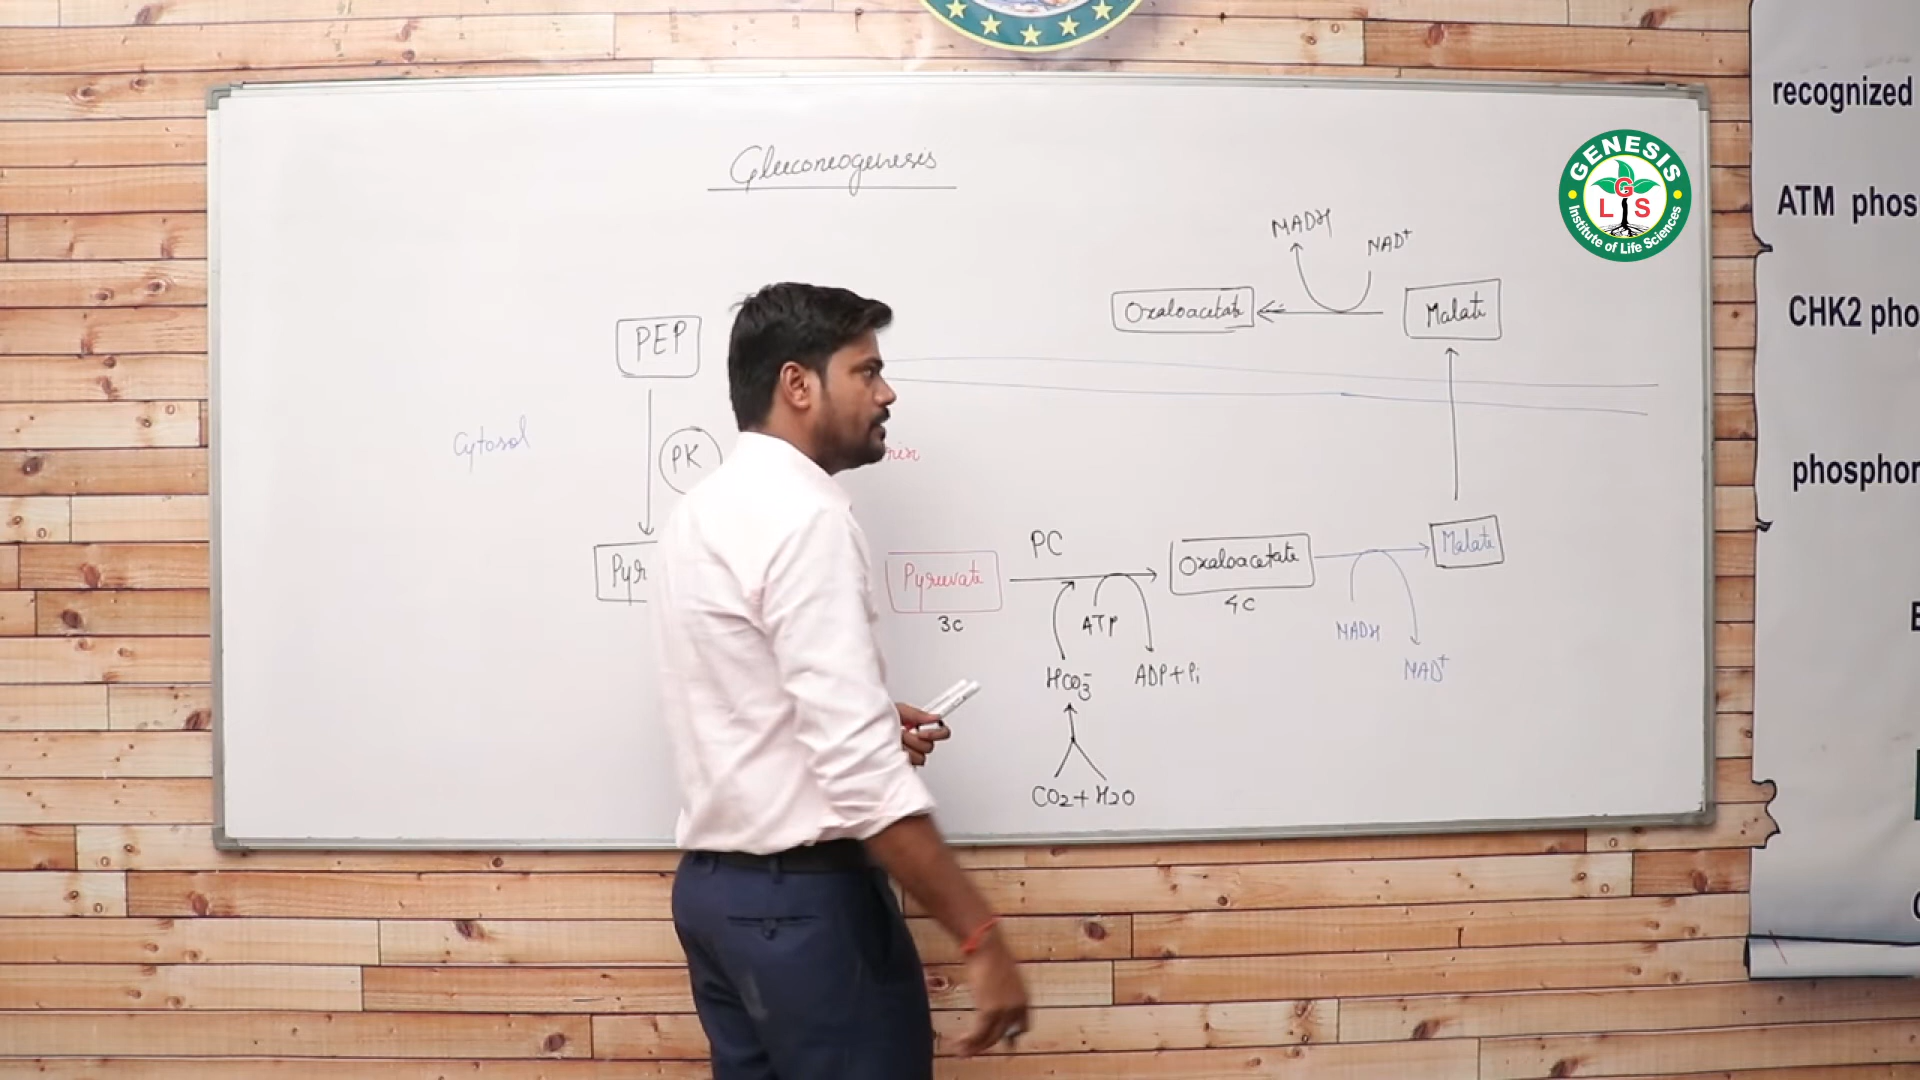 Gluconeogenesis
GENESIS
GLS
Institute of Life Sciences
recognized
ATM phos
CHK2 pho
phosphor
NADH
NAD+
Oxaloacetate
Malate
PEP
Cytosol
PK
PC
Pyr
Pyruvate
3C
Oxaloacetate
4C
Malate
ATP
HCO3-
ADP+Pi
NADH
NAD+
CO2+H2O